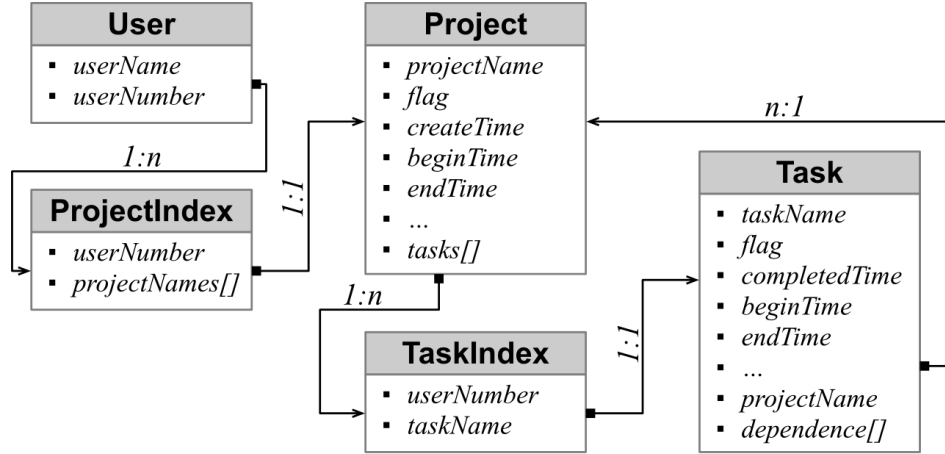 User
▪ userName
▪ userNumber
1:n
ProjectIndex
▪ userNumber
▪ projectNames[]
1:1
Project
▪ projectName
▪ flag
▪ createTime
▪ beginTime
▪ endTime
▪ ...
▪ tasks[]
1:n
TaskIndex
▪ userNumber
▪ taskName
1:1
n:1
Task
▪ taskName
▪ flag
▪ completedTime
▪ beginTime
▪ endTime
▪ ...
▪ projectName
▪ dependence[]